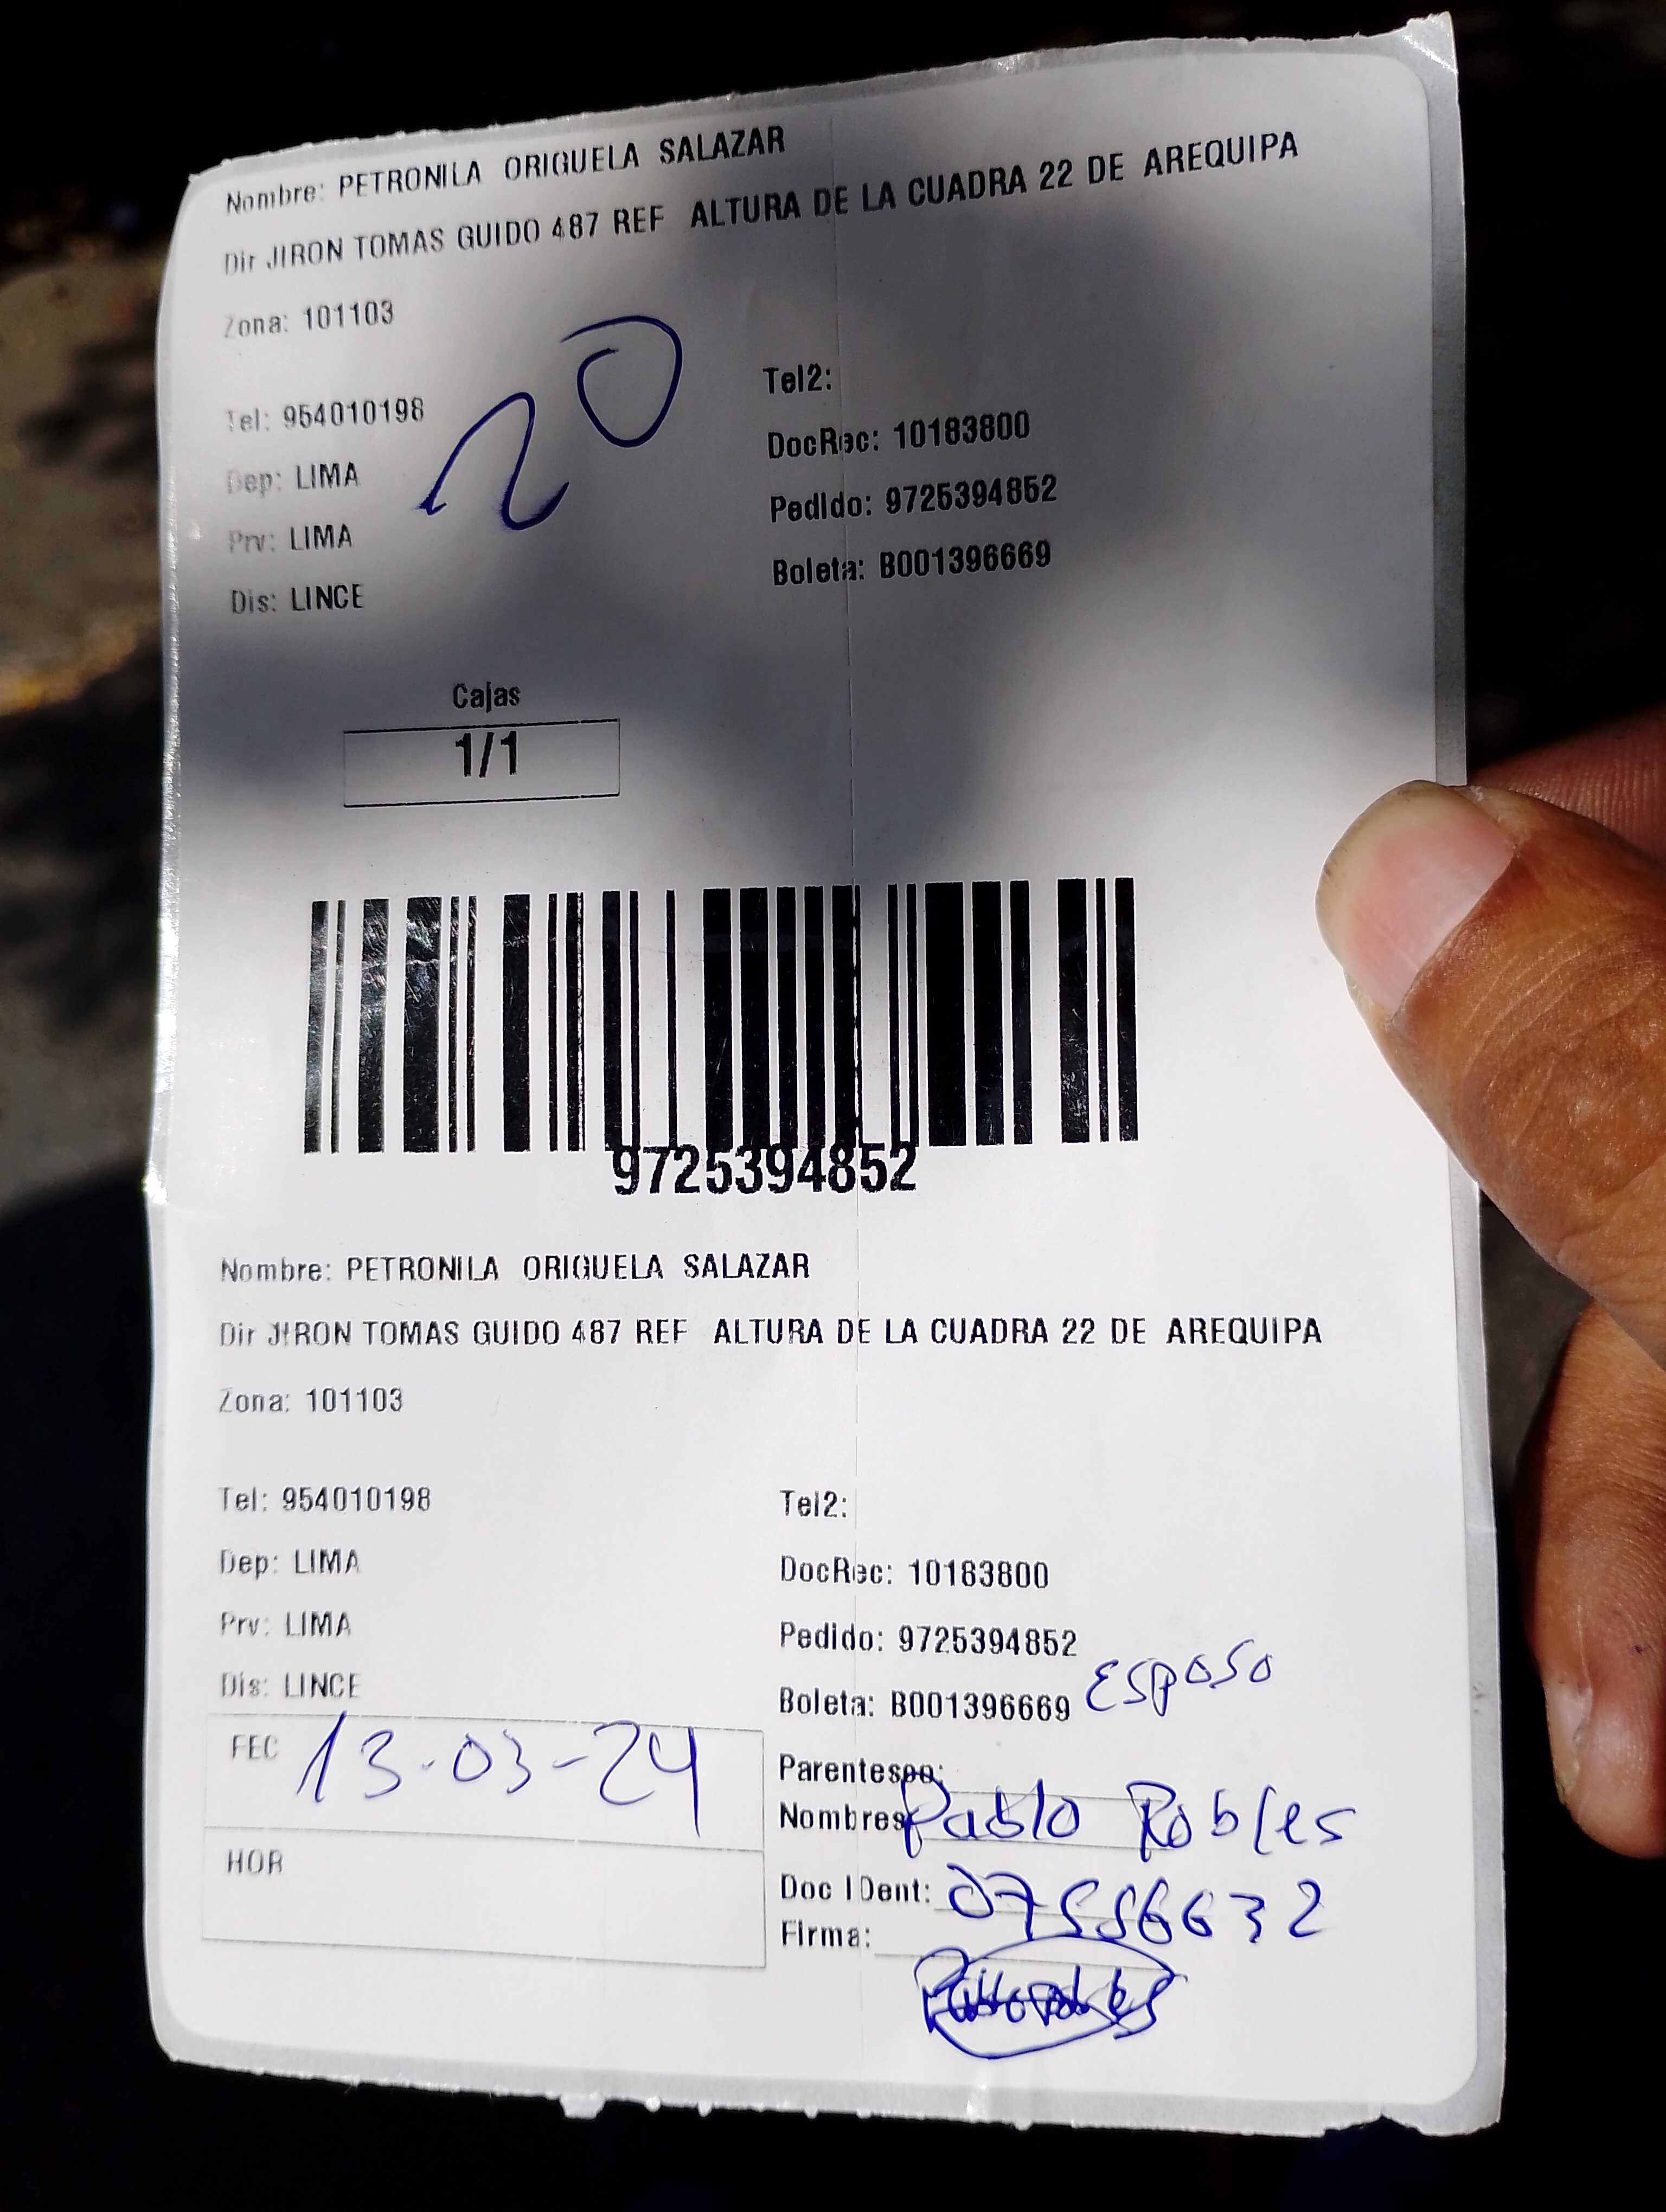 Nombre: PETRONILA ORIGUELA SALAZAR
Dir JIRON TOMAS GUIDO 487 REF ALTURA DE LA CUADRA 22 DE AREQUIPA
Zona: 101103
20
Tel: 954010198 Tel2:
Dep: LIMA DocRec: 10183800
Prv: LIMA Pedido: 9725394852
Dis: LINCE Boleta: B001396669
Cajas
1/1
9725394852
Nombre: PETRONILA ORIGUELA SALAZAR
Dir JIRON TOMAS GUIDO 487 REF ALTURA DE LA CUADRA 22 DE AREQUIPA
Zona: 101103
Tel: 954010198 Tel2:
Dep: LIMA DocRec: 10183800
Prv: LIMA Pedido: 9725394852
Dis: LINCE Boleta: B001396669
Esposo
FEC 13-03-24
Parentesco:
Nombres Pablo Robles
HOR
Doc IDent: 07556632
Firma: